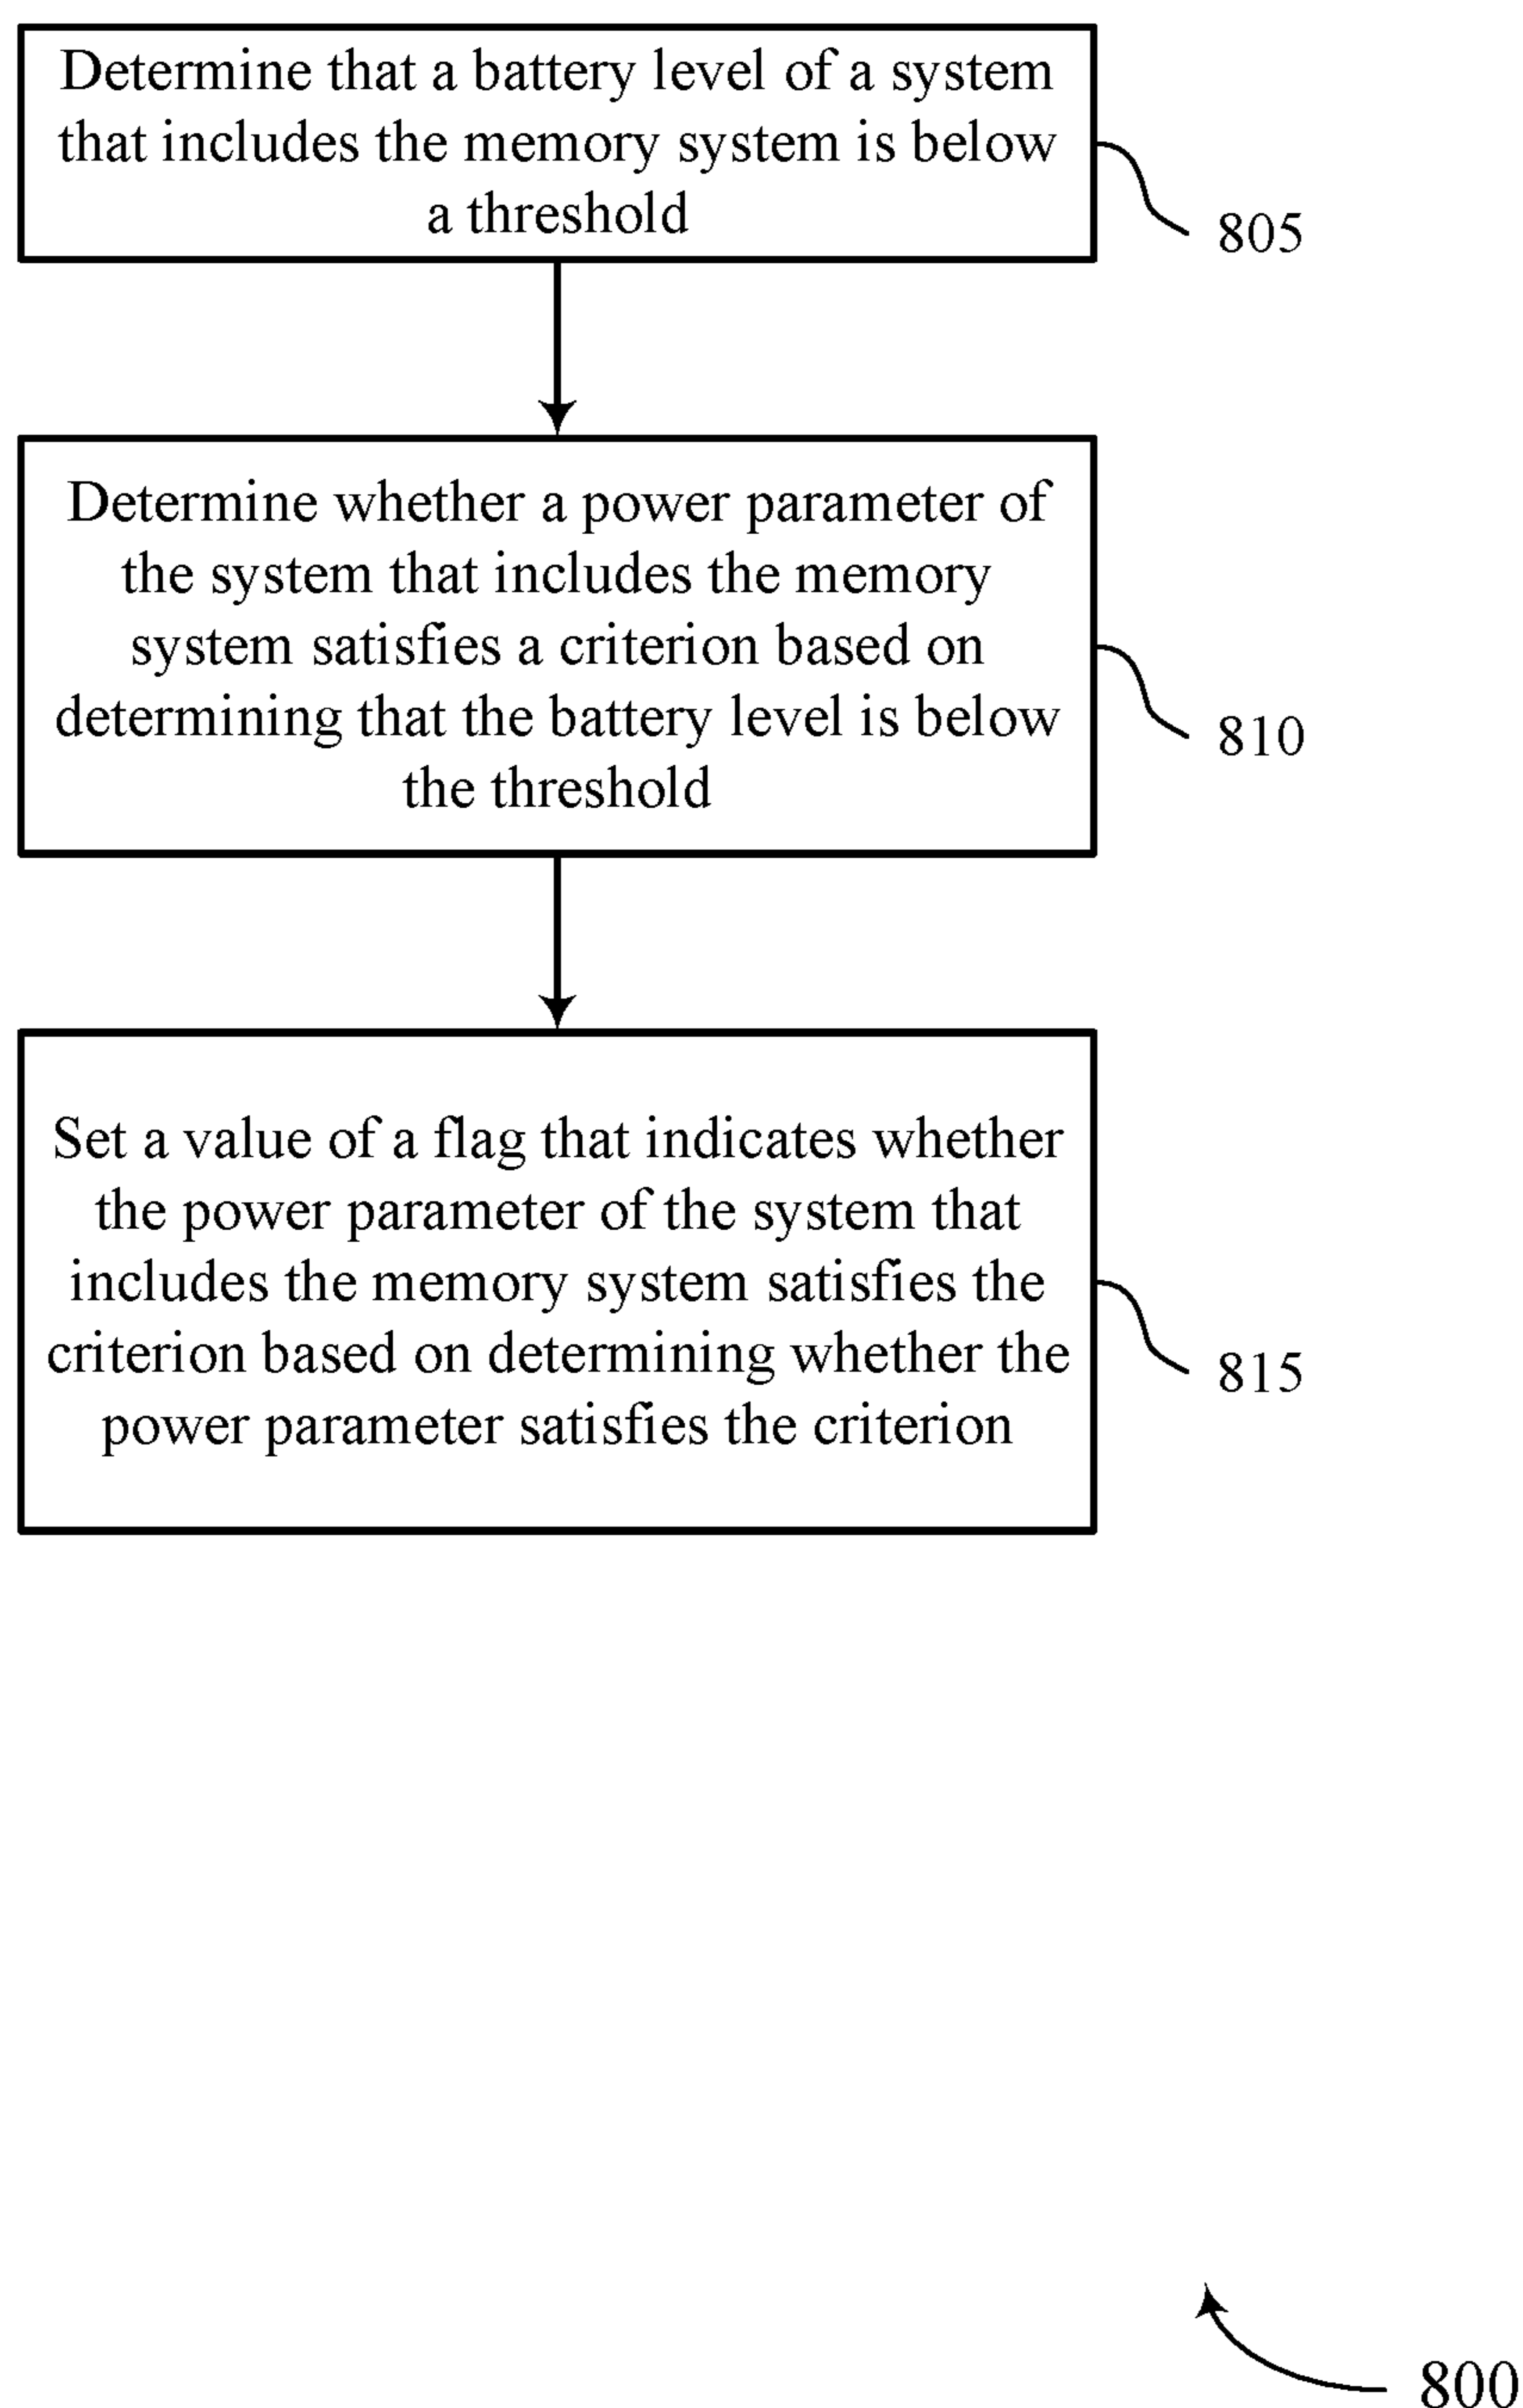 Determine that a battery level of a system
that includes the memory system is below
a threshold
805
Determine whether a power parameter of
the system that includes the memory
system satisfies a criterion based on
determining that the battery level is below
the threshold
810
Set a value of a flag that indicates whether
the power parameter of the system that
includes the memory system satisfies the
criterion based on determining whether the
power parameter satisfies the criterion
815
800